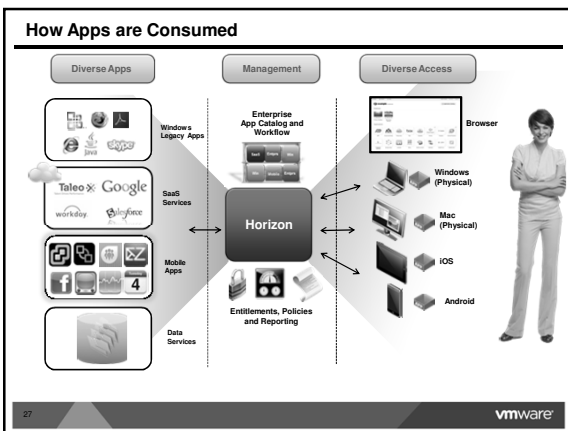 How Apps are Consumed
Diverse Apps
Management
Diverse Access
Windows
Legacy Apps
Java
skype
SaaS
Services
Taleo
Google
workday.
salesforce
Mobile
Apps
4
Data
Services
Enterprise
App Catalog and
Workflow
Horizon
Entitlements, Policies
and Reporting
Browser
Windows
(Physical)
Mac
(Physical)
iOS
Android
27
vmware